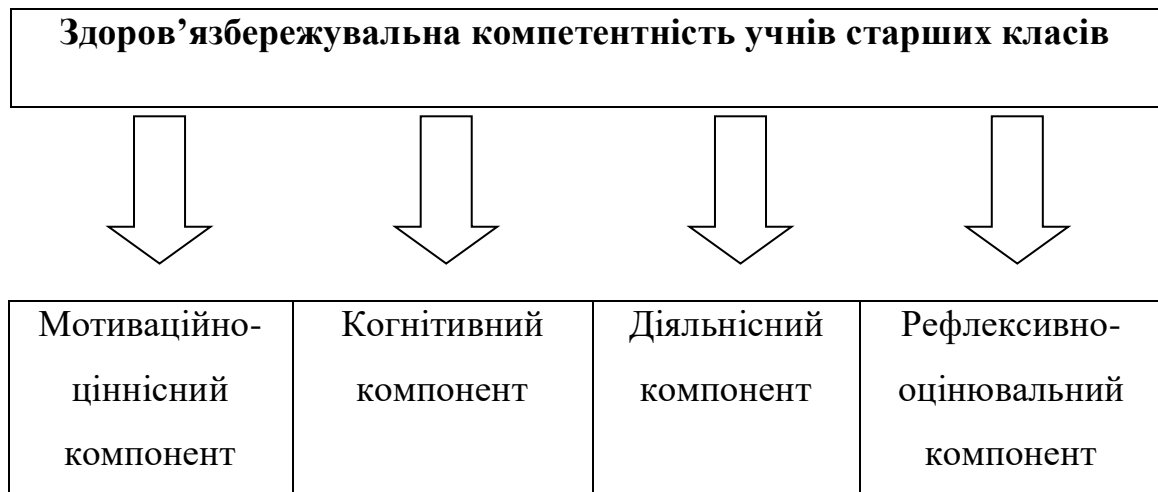 Здоров’язбережувальна компетентність учнів старших класів
Мотиваційно-
ціннісний
компонент
Когнітивний
компонент
Діяльнісний
компонент
Рефлексивно-
оцінювальний
компонент